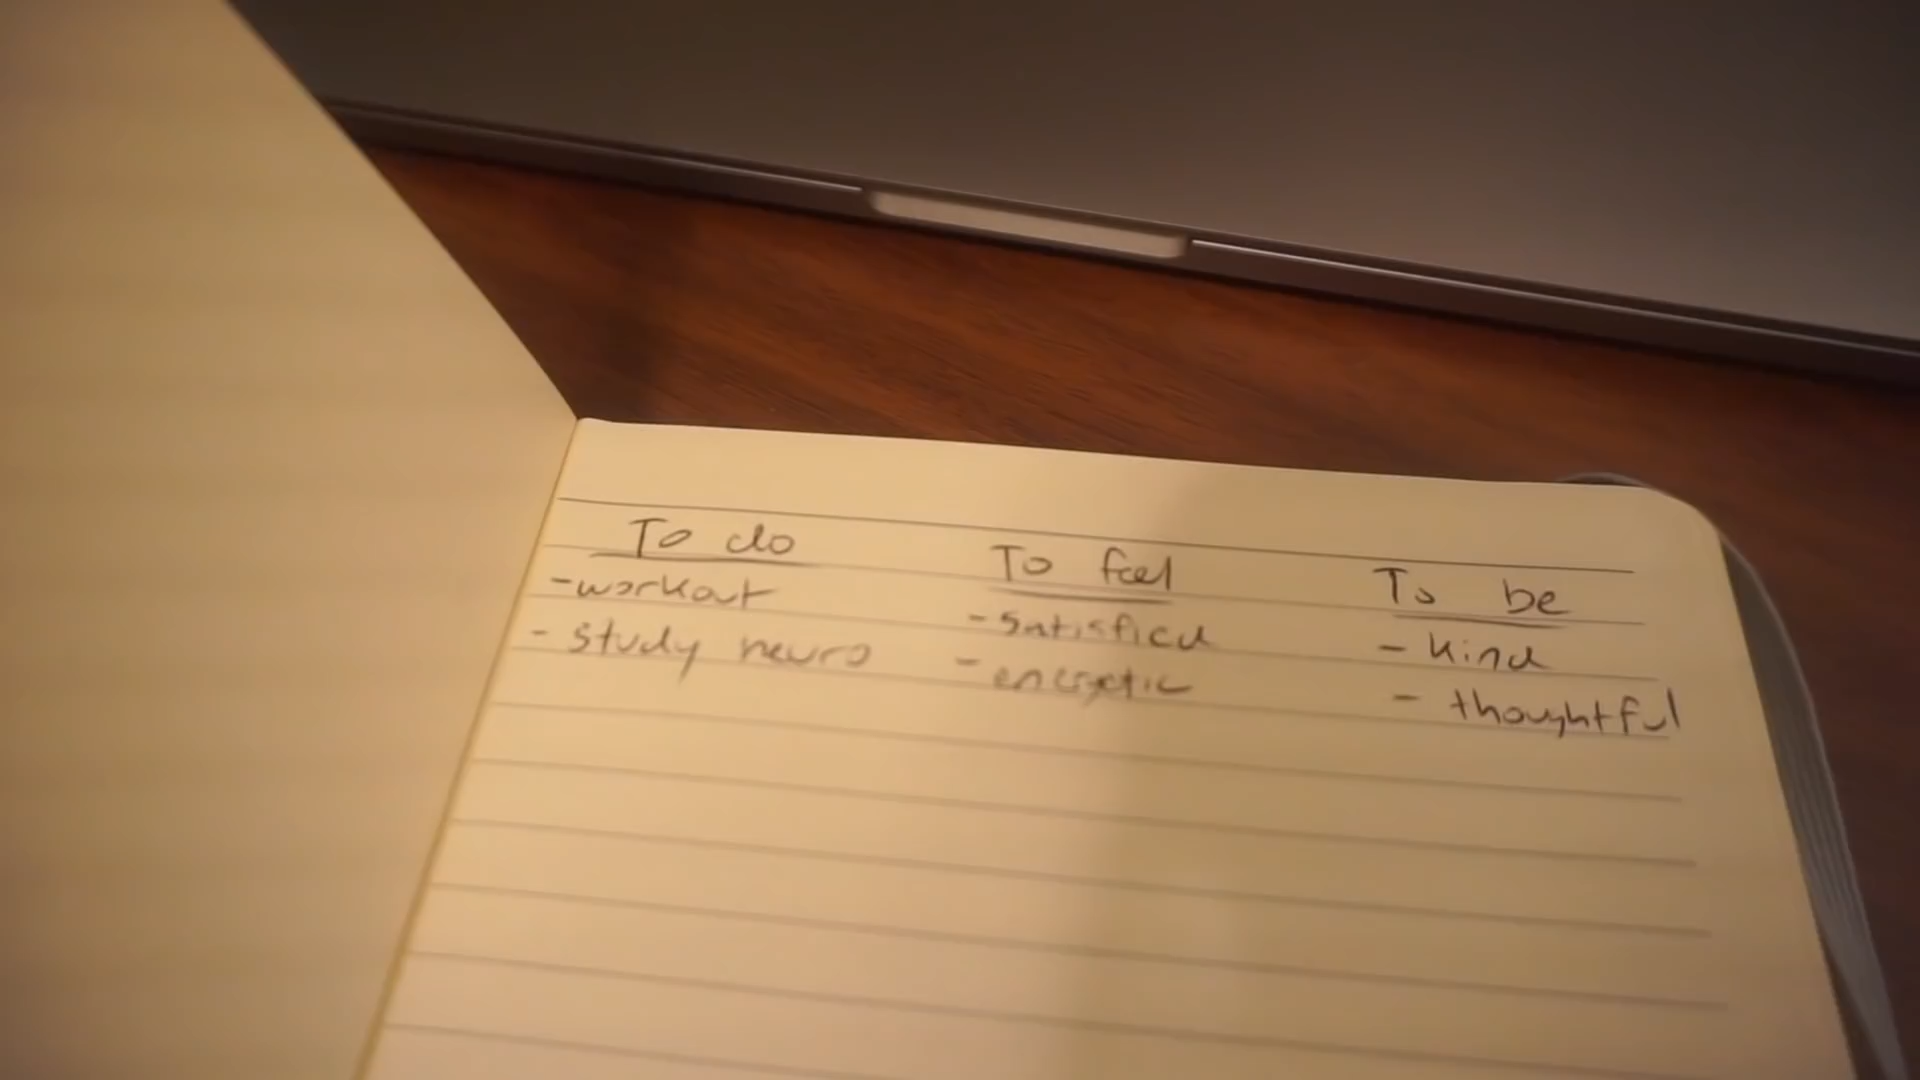 To do
- workout
- study neuro
To feel
- satisfied
- energetic
To be
- kind
- thoughtful